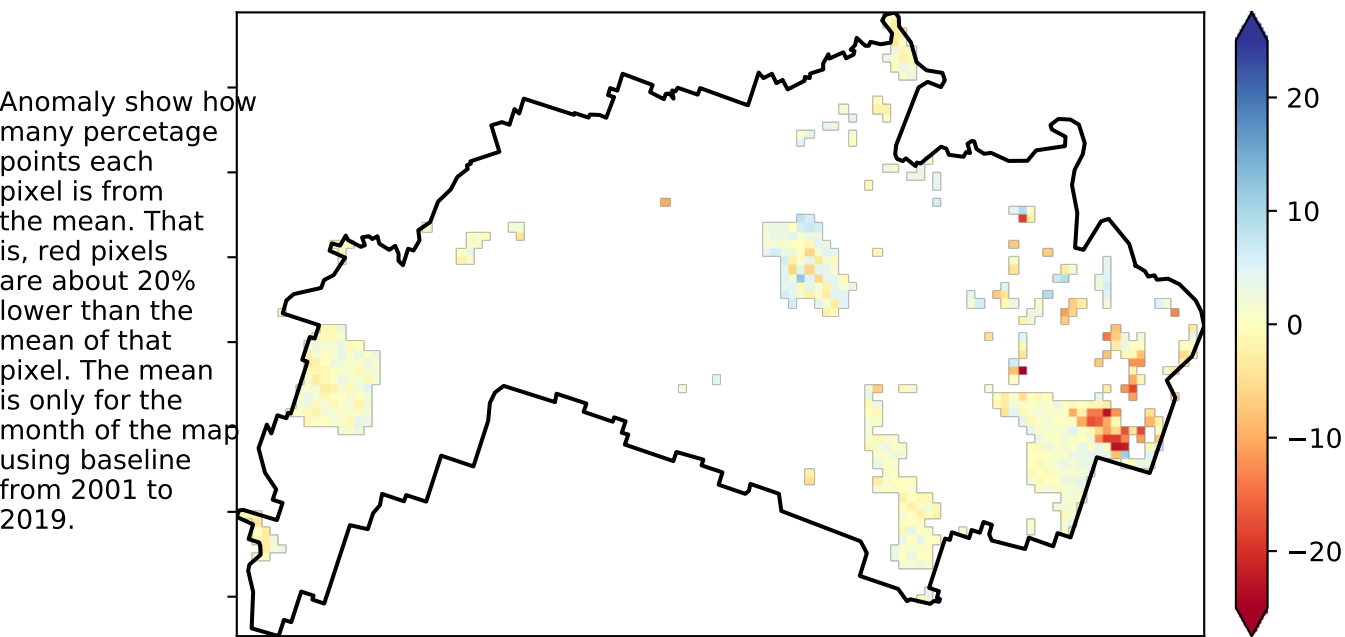 Anomaly show how
many percetage
points each
pixel is from
the mean. That
is, red pixels
are about 20%
lower than the
mean of that
pixel. The mean
is only for the
month of the map
using baseline
from 2001 to
2019.
20
10
0
−10
−20